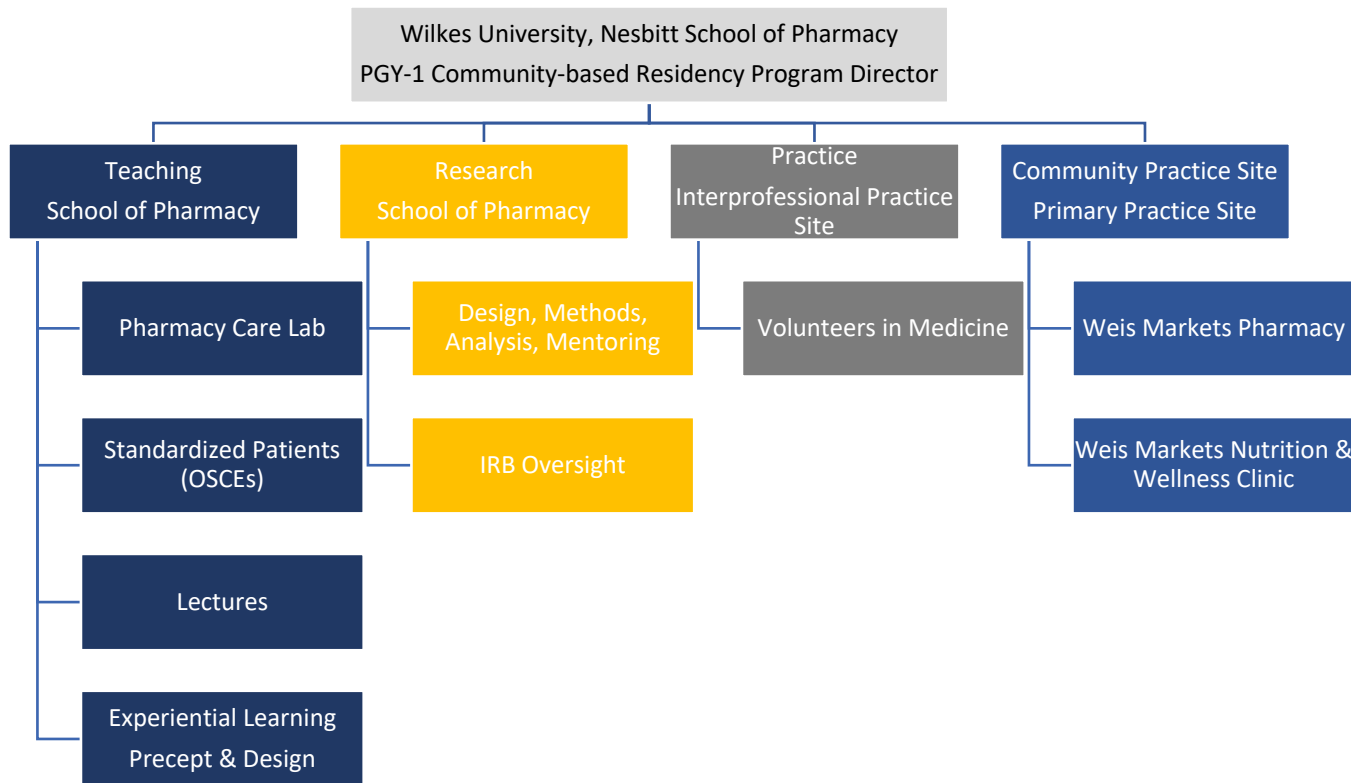 Wilkes University, Nesbitt School of Pharmacy
PGY-1 Community-based Residency Program Director
Teaching
School of Pharmacy
Research
School of Pharmacy
Practice
Interprofessional Practice
Site
Community Practice Site
Primary Practice Site
Pharmacy Care Lab
Standardized Patients
(OSCEs)
Lectures
Experiential Learning
Precept & Design
Design, Methods,
Analysis, Mentoring
IRB Oversight
Volunteers in Medicine
Weis Markets Pharmacy
Weis Markets Nutrition &
Wellness Clinic